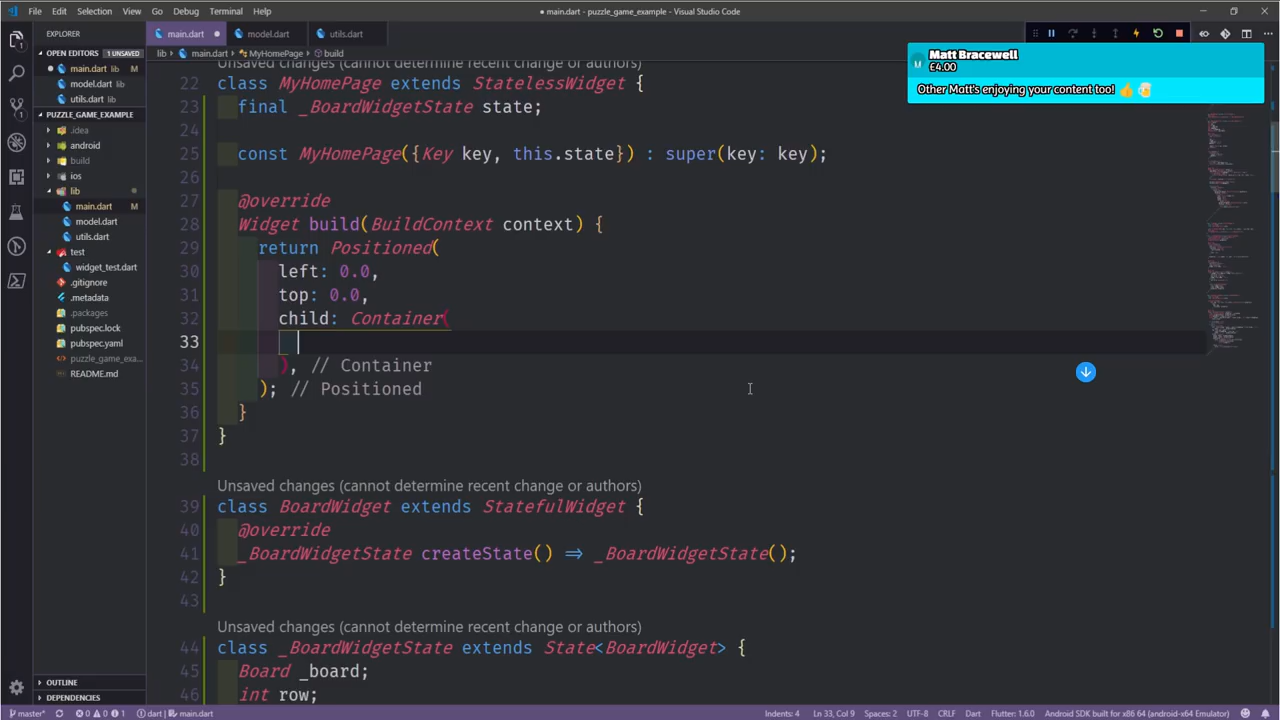 File Edit Selection View Go Debug Terminal Help
● main.dart - puzzle_game_example - Visual Studio Code
EXPLORER
OPEN EDITORS 1 UNSAVED
main.dart lib M
model.dart lib
utils.dart lib
PUZZLE_GAME_EXAMPLE
.idea
android
build
ios
lib
main.dart M
model.dart
utils.dart
test
widget_test.dart
.gitignore
.metadata
.packages
pubspec.lock
pubspec.yaml
puzzle_game_exa...
README.md
OUTLINE
DEPENDENCIES
main.dart
model.dart
utils.dart
lib main.dart MyHomePage build
Matt Bracewell
£4.00
Other Matt's enjoying your content too! 👍 🍺
Unsaved changes (cannot determine recent change or authors)
22 class MyHomePage extends StatelessWidget {
23 final _BoardWidgetState state;
24
25 const MyHomePage({Key key, this.state}) : super(key: key);
26
27 @override
28 Widget build(BuildContext context) {
29 return Positioned(
30 left: 0.0,
31 top: 0.0,
32 child: Container(
33
34 ), // Container
35 ); // Positioned
36 }
37 }
38
Unsaved changes (cannot determine recent change or authors)
39 class BoardWidget extends StatefulWidget {
40 @override
41 _BoardWidgetState createState() => _BoardWidgetState();
42 }
43
Unsaved changes (cannot determine recent change or authors)
44 class _BoardWidgetState extends State<BoardWidget> {
45 Board _board;
46 int row;
master* 0 0 1 dart | main.dart Indents: 4 Ln 33, Col 9 Spaces: 2 UTF-8 CRLF Dart Flutter: 1.6.0 Android SDK built for x86 64 (android-x64 Emulator)